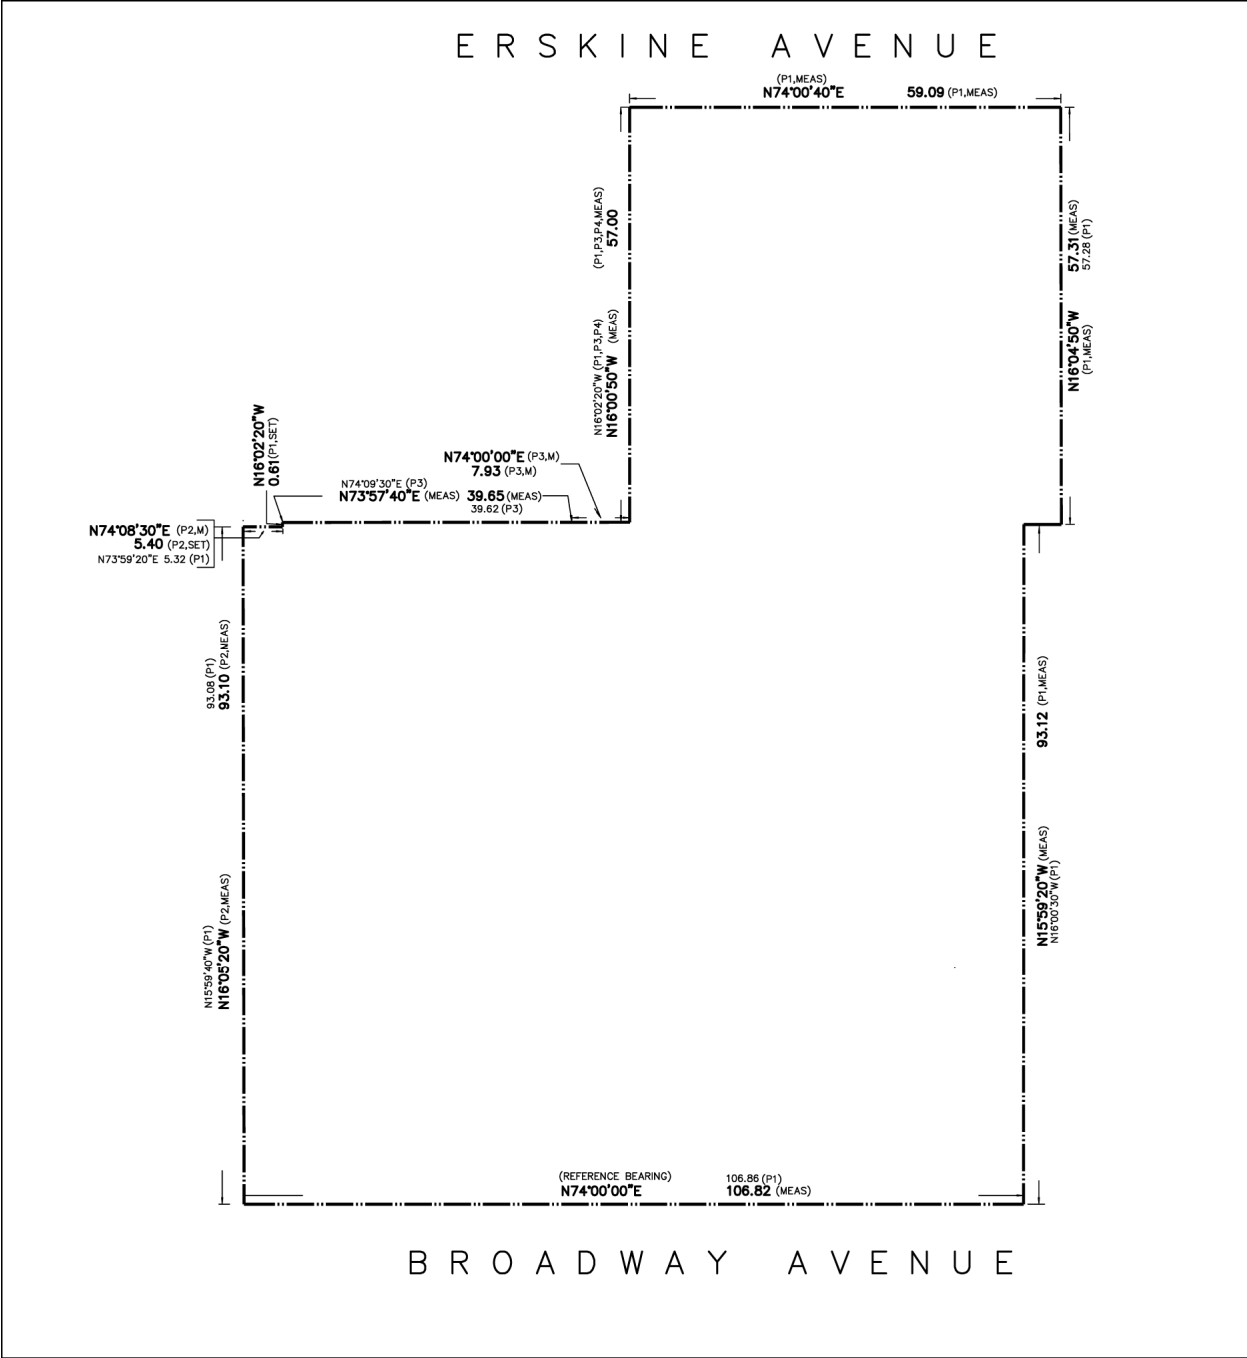 ERSKINE AVENUE
(P1,MEAS)
N74°00'40"E 59.09 (P1,MEAS)
(P1,P3,P4,MEAS)
57.00
57.31 (MEAS)
57.28 (P1)
N16°02'20"W (P1,P3,P4)
N16°00'50"W (MEAS)
N16°04'50"W
(P1,MEAS)
N16°02'20"W
0.61 (P1,SET)
N74°00'00"E (P3,M)
7.93 (P3,M)
N74°09'30"E (P3)
N73°57'40"E (MEAS) 39.65 (MEAS)
39.62 (P3)
N74°08'30"E (P2,M)
5.40 (P2,SET)
N73°59'20"E 5.32 (P1)
93.08 (P1)
93.10 (P2,MEAS)
93.12 (P1,MEAS)
N15°59'40"W (P1)
N16°05'20"W (P2,MEAS)
N15°59'20"W (MEAS)
N16°00'30"W (P1)
(REFERENCE BEARING) 106.86 (P1)
N74°00'00"E 106.82 (MEAS)
BROADWAY AVENUE